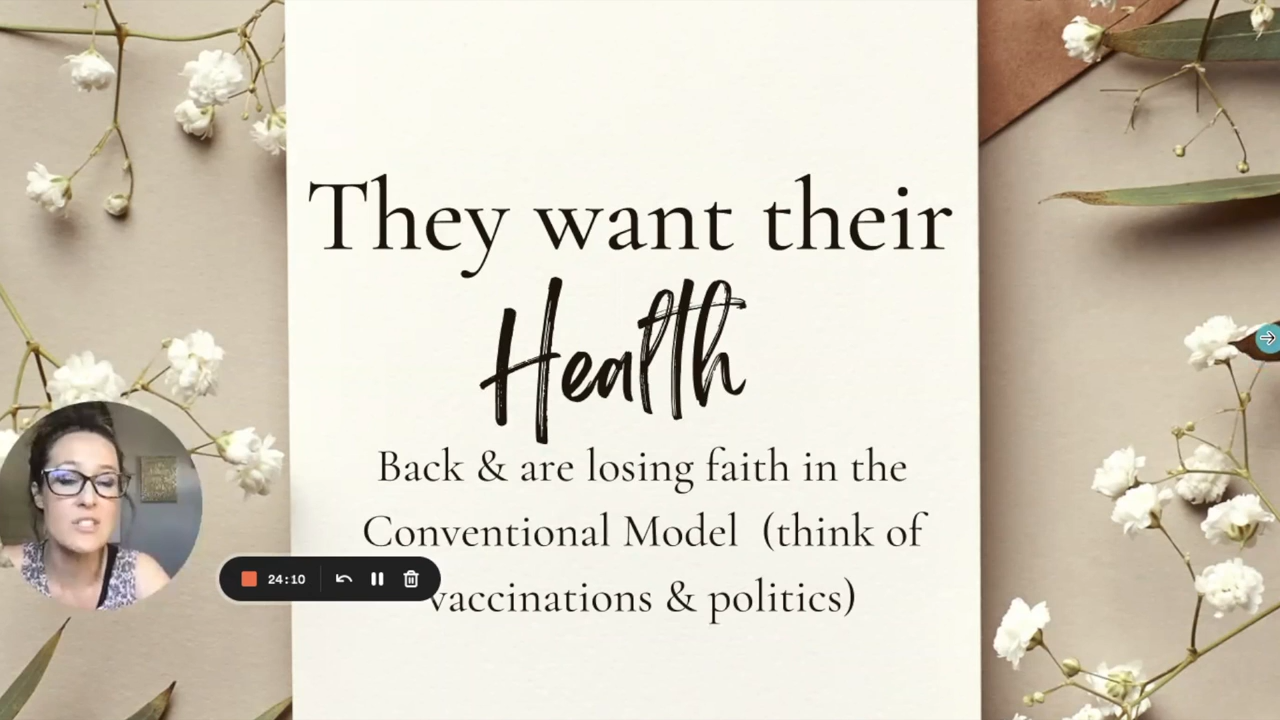 They want their
Health
Back & are losing faith in the
Conventional Model (think of
vaccinations & politics)
24:10